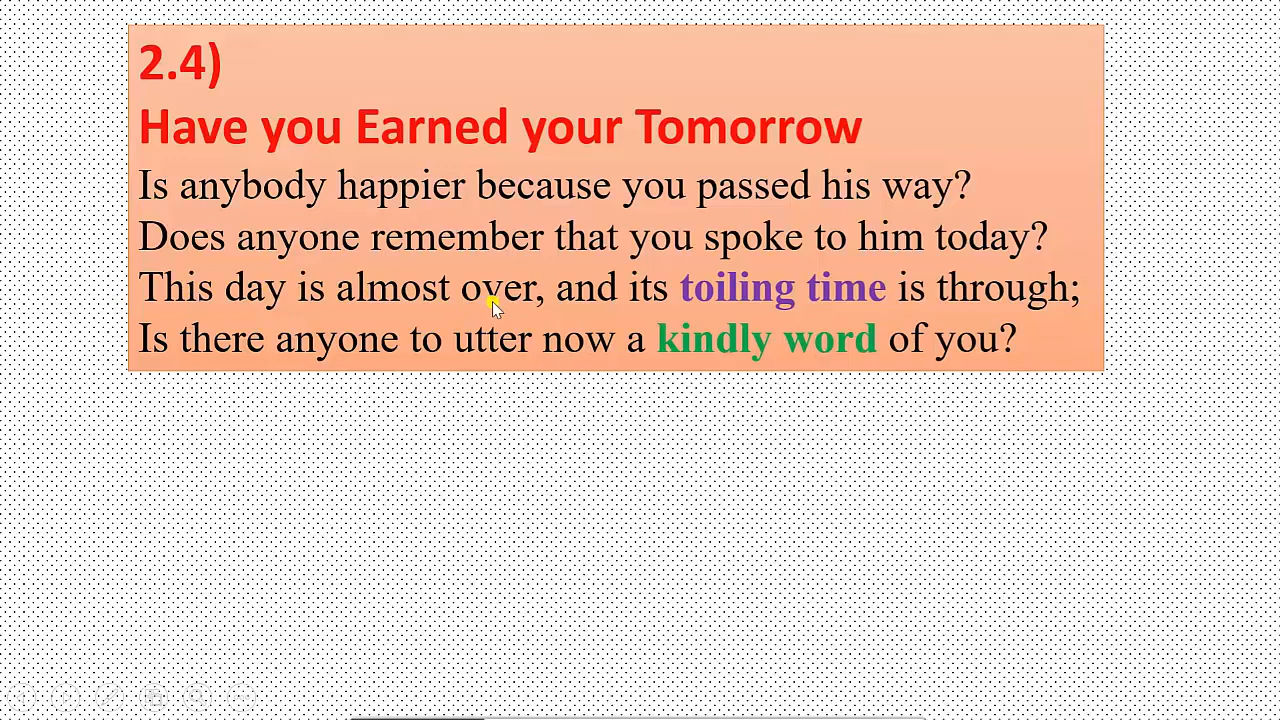 2.4)
Have you Earned your Tomorrow
Is anybody happier because you passed his way?
Does anyone remember that you spoke to him today?
This day is almost over, and its toiling time is through;
Is there anyone to utter now a kindly word of you?